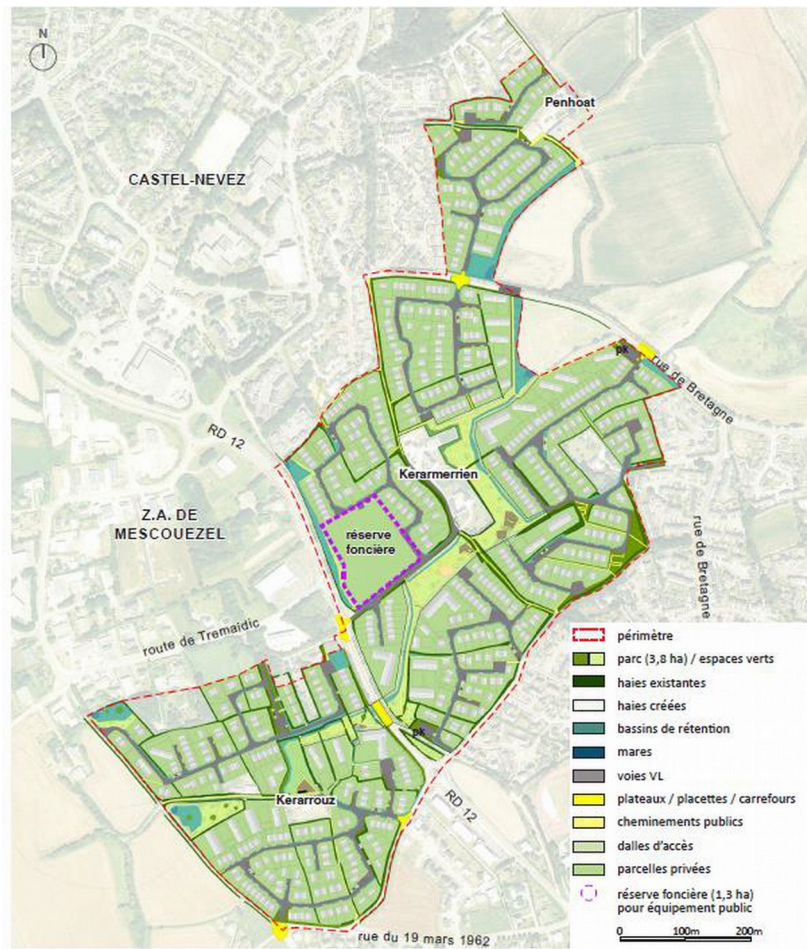 N
Penhoat
CASTEL-NEVEZ
pk
rue de Bretagne
RD 12
Kerarmerrien
Z.A. DE
MESCOUEZEL
réserve
foncière
rue de Bretagne
route de Tremaidic
pk
Kerarrouz
RD 12
rue du 19 mars 1962
périmètre
parc (3,8 ha) / espaces verts
haies existantes
haies créées
bassins de rétention
mares
voies VL
plateaux / placettes / carrefours
cheminements publics
dalles d'accès
parcelles privées
réserve foncière (1,3 ha)
pour équipement public
0 100m 200m